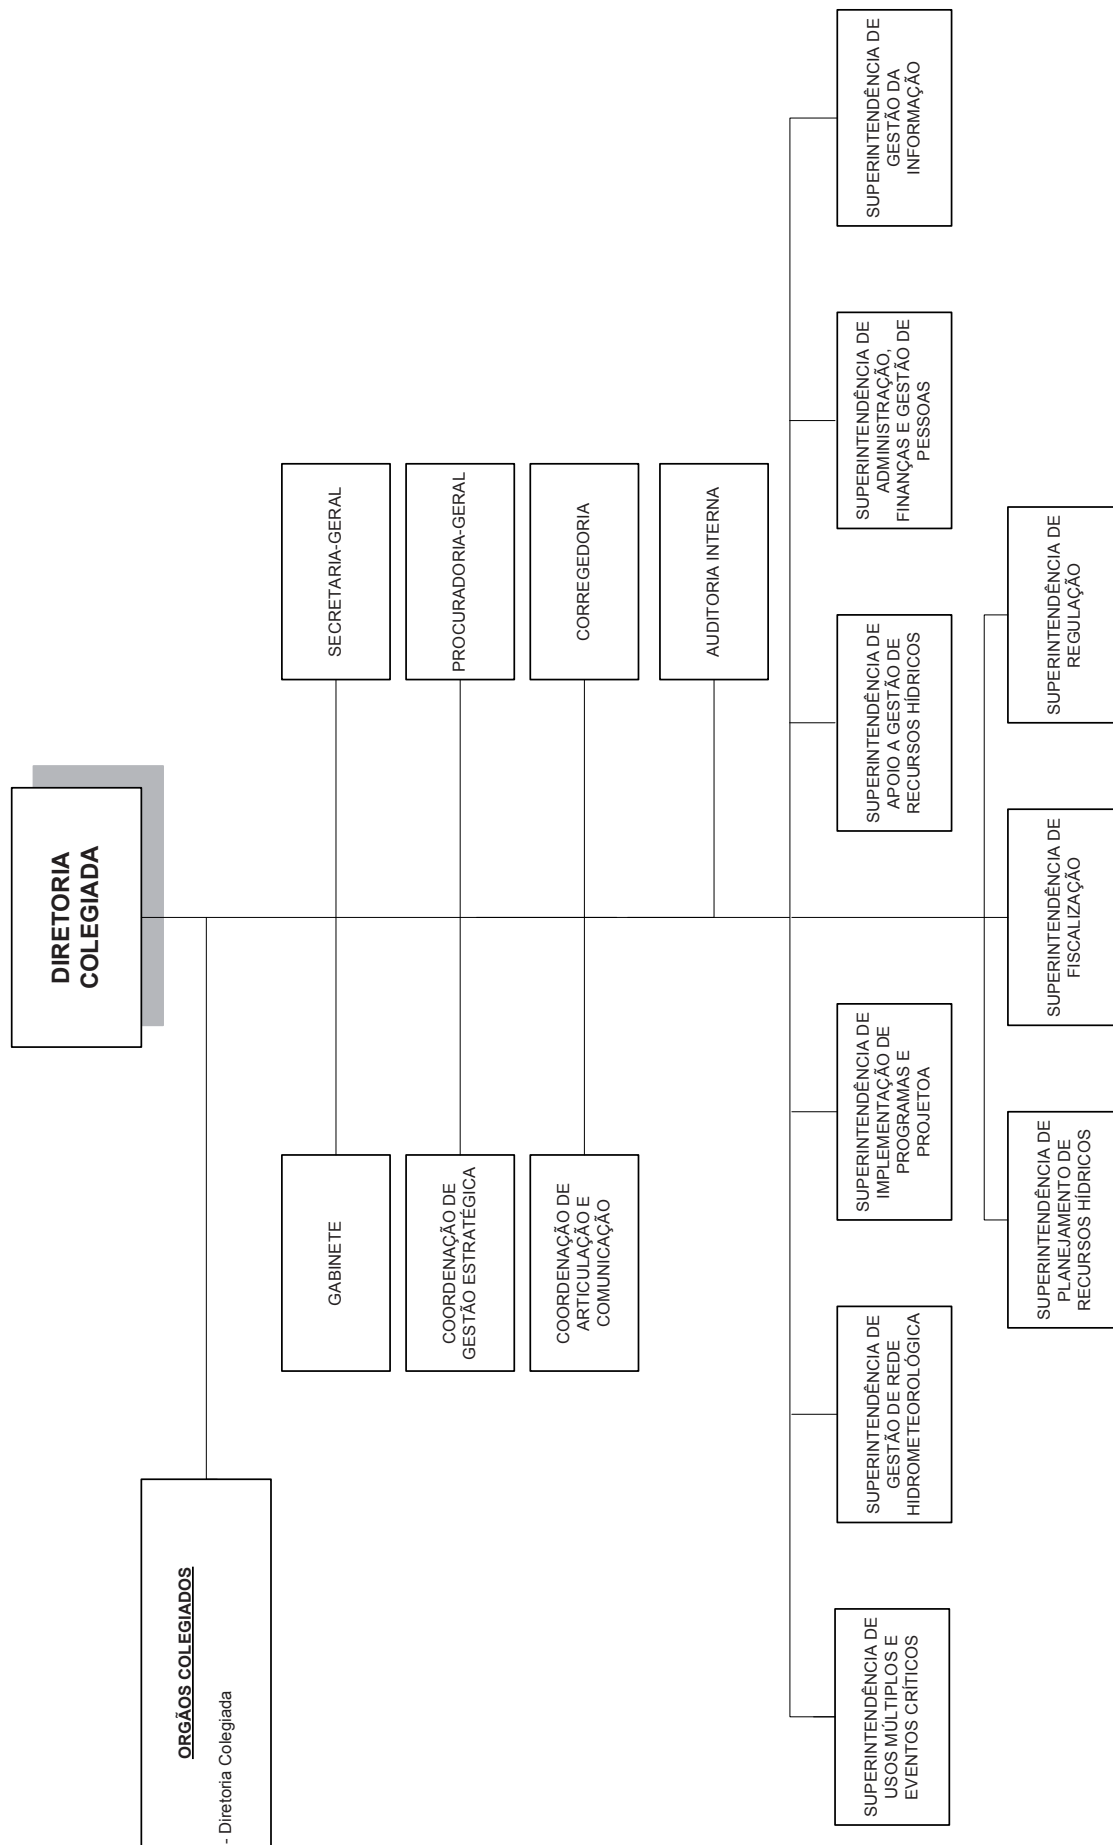 DIRETORIA
COLEGIADA
ORGÃOS COLEGIADOS
- Diretoria Colegiada
GABINETE
SECRETARIA-GERAL
COORDENAÇÃO DE
GESTÃO ESTRATÉGICA
PROCURADORIA-GERAL
COORDENAÇÃO DE
ARTICULAÇÃO E
COMUNICAÇÃO
CORREGEDORIA
AUDITORIA INTERNA
SUPERINTENDÊNCIA DE
USOS MÚLTIPLOS E
EVENTOS CRÍTICOS
SUPERINTENDÊNCIA DE
GESTÃO DE REDE
HIDROMETEOROLÓGICA
SUPERINTENDÊNCIA DE
IMPLEMENTAÇÃO DE
PROGRAMAS E
PROJETOA
SUPERINTENDÊNCIA DE
APOIO A GESTÃO DE
RECURSOS HÍDRICOS
SUPERINTENDÊNCIA DE
ADMINISTRAÇÃO,
FINANÇAS E GESTÃO DE
PESSOAS
SUPERINTENDÊNCIA DE
GESTÃO DA
INFORMAÇÃO
SUPERINTENDÊNCIA DE
PLANEJAMENTO DE
RECURSOS HÍDRICOS
SUPERINTENDÊNCIA DE
FISCALIZAÇÃO
SUPERINTENDÊNCIA DE
REGULAÇÃO